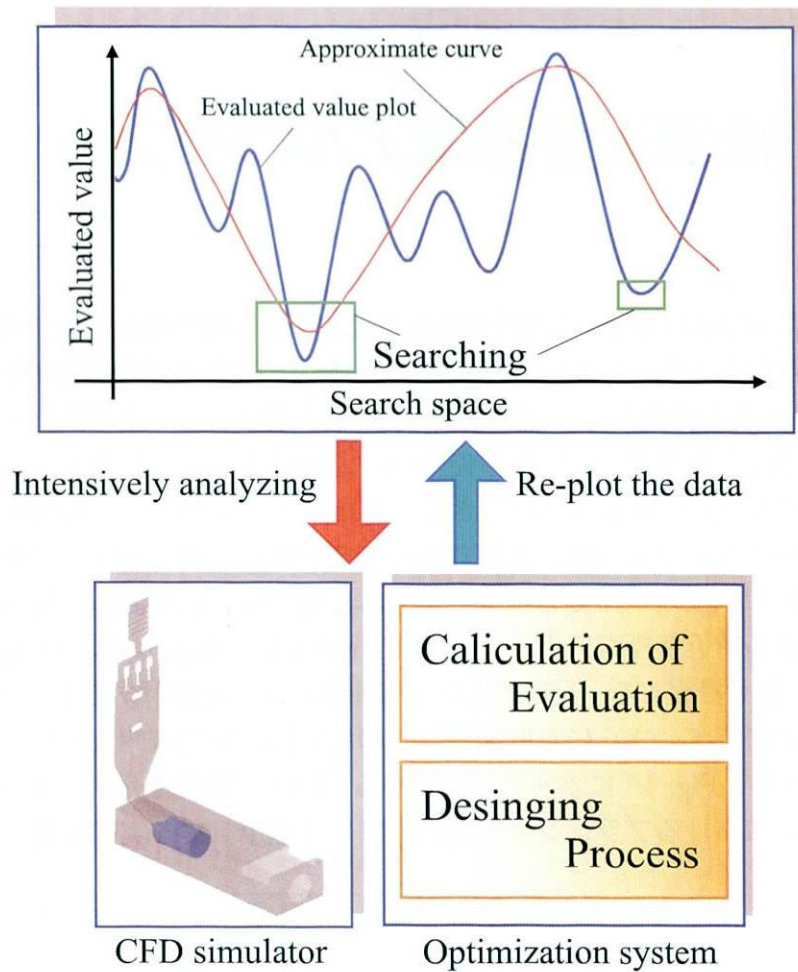 Approximate curve
Evaluated value plot
Evaluated value
Searching
Search space
Intensively analyzing
Re-plot the data
Caliculation of
Evaluation
Desinging
Process
CFD simulator
Optimization system